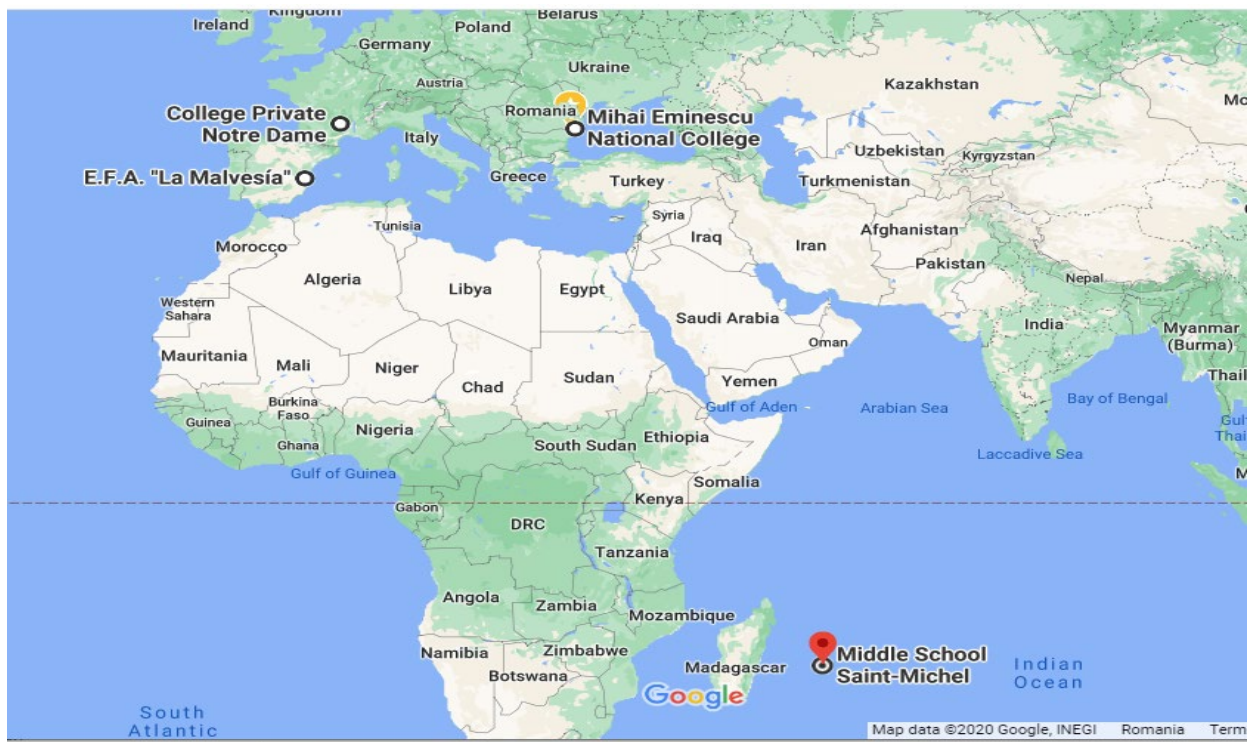 Kingdom
Ireland
Belarus
Poland
Germany
Ukraine
Kazakhstan
Austria
Mo
College Private
Notre Dame
Romania
Mihai Eminescu
National College
Italy
Uzbekistan
Kyrgyzstan
E.F.A. "La Malvesía"
Greece
Turkey
Turkmenistan
Syria
Tunisia
Afghanistan
Morocco
Iraq
Iran
Pakistan
Algeria
Libya
Egypt
Nepal
Western
Sahara
Saudi Arabia
India
Myanmar
(Burma)
Oman
Mauritania
Mali
Niger
Chad
Sudan
Yemen
Thail
Burkina
Faso
Gulf of Aden
Arabian Sea
Bay of Bengal
Guinea
Nigeria
Ethiopia
Gul
Thai
Ghana
South Sudan
Laccadive Sea
Gulf of Guinea
Somalia
M
Kenya
Gabon
DRC
Tanzania
Angola
Zambia
Mozambique
Namibia
Zimbabwe
Middle School
Saint-Michel
Botswana
Madagascar
Indian
Ocean
Google
South
Atlantic
Map data ©2020 Google, INEGI
Romania
Term